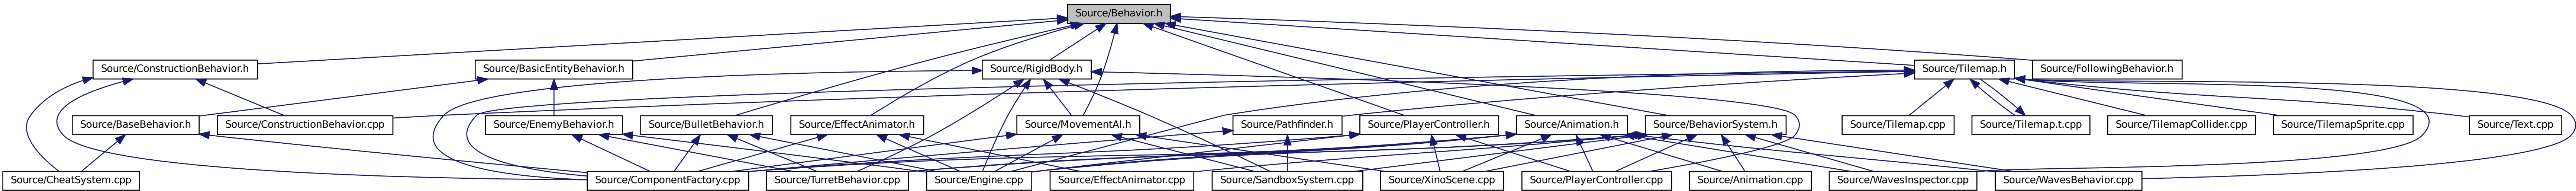 Source/Behavior.h
Source/ConstructionBehavior.h
Source/BasicEntityBehavior.h
Source/RigidBody.h
Source/Tilemap.h
Source/FollowingBehavior.h
Source/BaseBehavior.h
Source/ConstructionBehavior.cpp
Source/EnemyBehavior.h
Source/BulletBehavior.h
Source/EffectAnimator.h
Source/MovementAI.h
Source/Pathfinder.h
Source/PlayerController.h
Source/Animation.h
Source/BehaviorSystem.h
Source/Tilemap.cpp
Source/Tilemap.t.cpp
Source/TilemapCollider.cpp
Source/TilemapSprite.cpp
Source/Text.cpp
Source/CheatSystem.cpp
Source/ComponentFactory.cpp
Source/TurretBehavior.cpp
Source/Engine.cpp
Source/EffectAnimator.cpp
Source/SandboxSystem.cpp
Source/XinoScene.cpp
Source/PlayerController.cpp
Source/Animation.cpp
Source/WavesInspector.cpp
Source/WavesBehavior.cpp